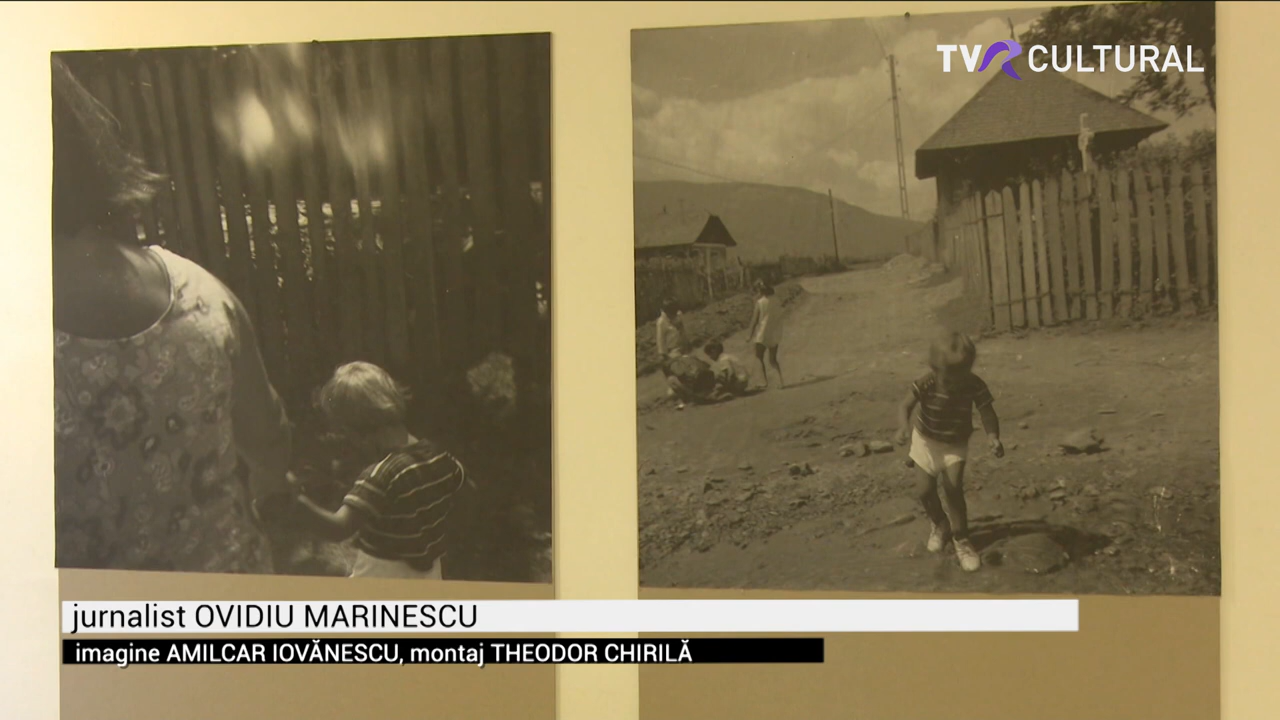 TVR CULTURAL
jurnalist OVIDIU MARINESCU
imagine AMILCAR IOVĂNESCU, montaj THEODOR CHIRILĂ